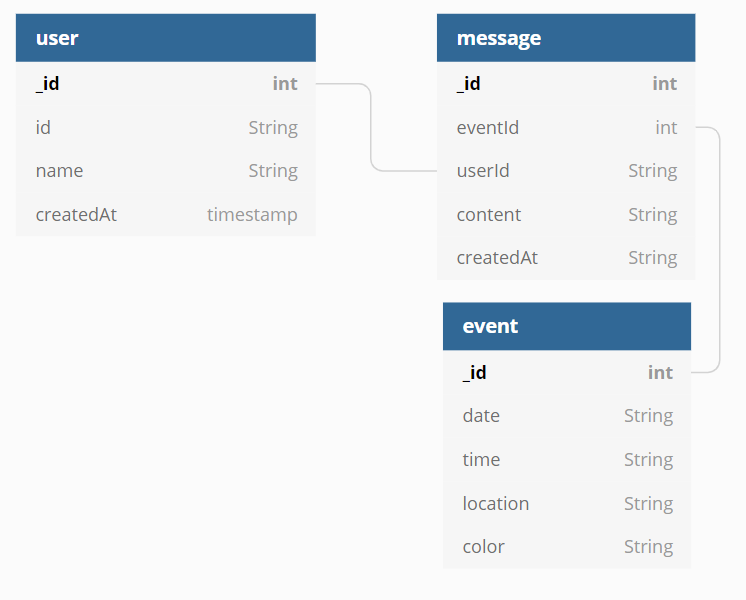 user
_id int
id String
name String
createdAt timestamp
message
_id int
eventId int
userId String
content String
createdAt String
event
_id int
date String
time String
location String
color String